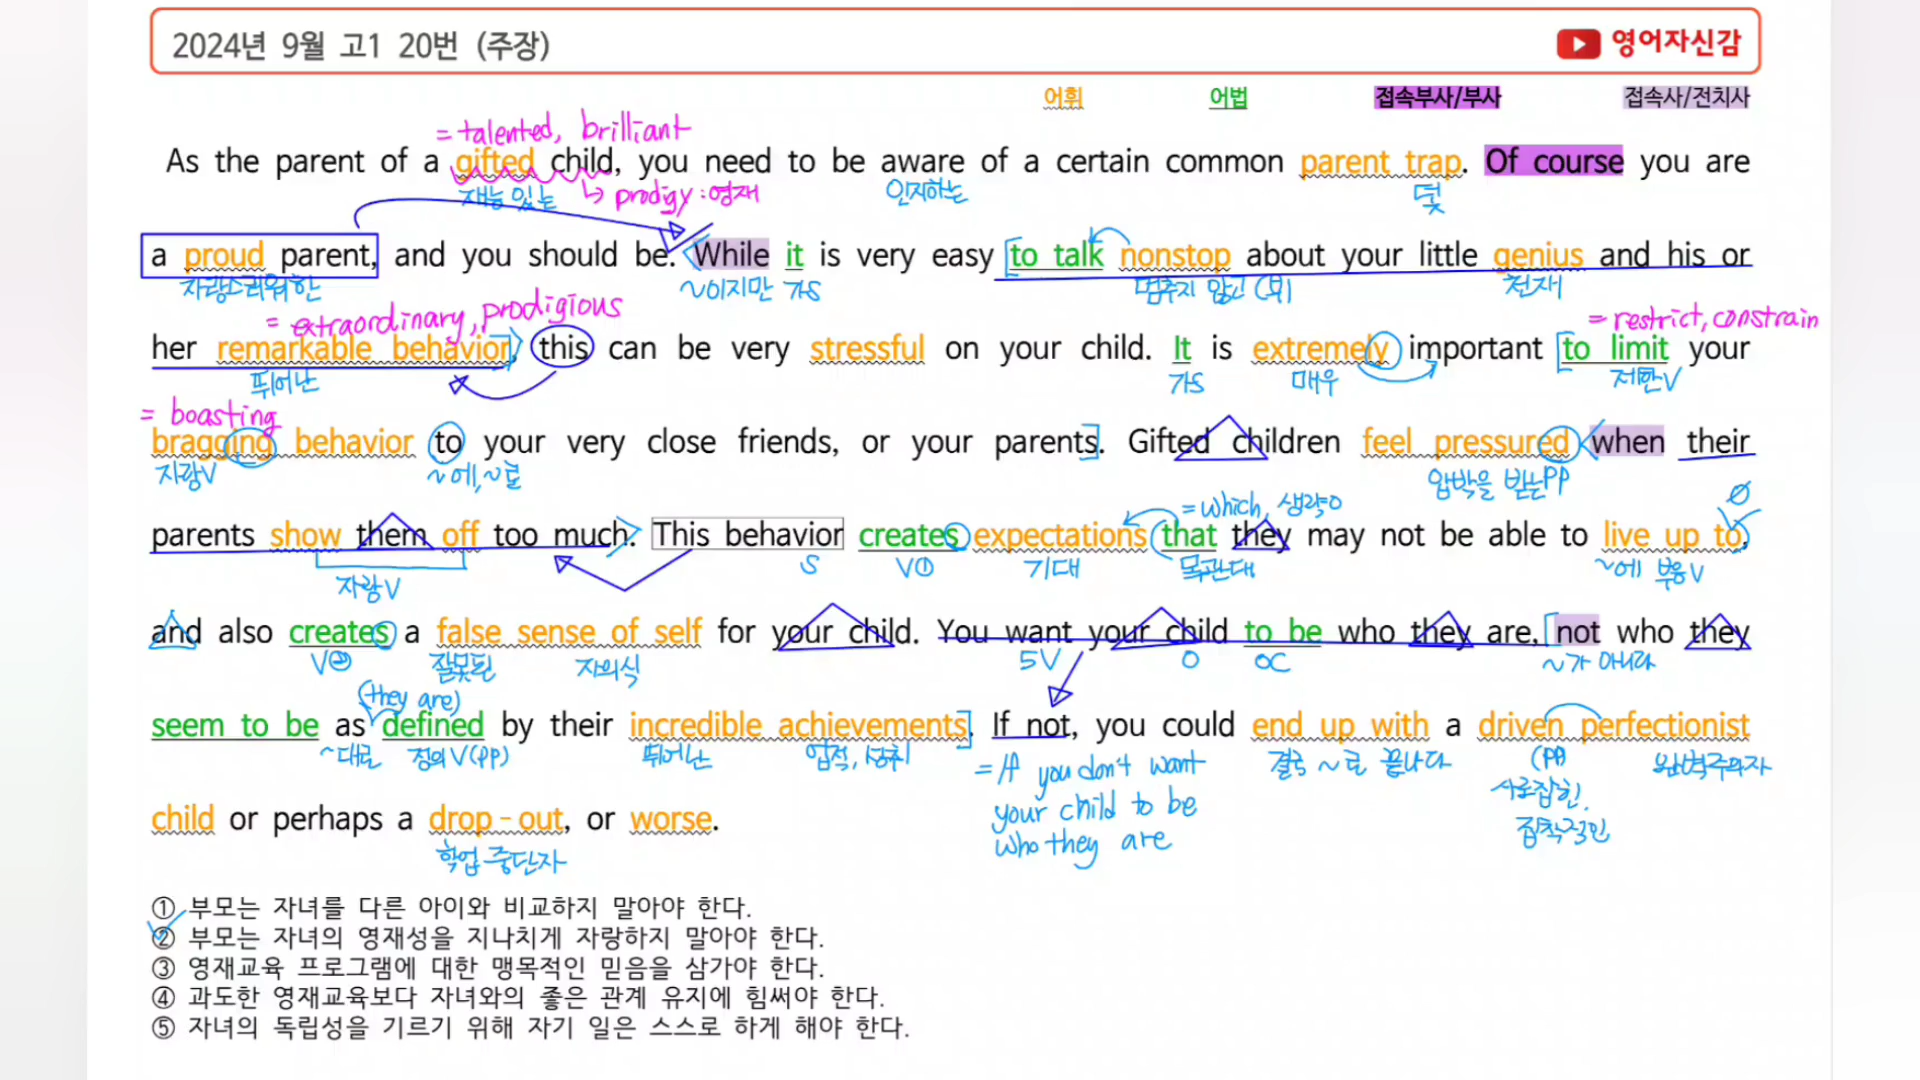 2024년 9월 고1 20번 (주장)
영어자신감
어휘 어법 접속부사/부사 접속사/전치사
= talented, brilliant
As the parent of a gifted child, you need to be aware of a certain common parent trap. Of course you are
재능 있는 ↳ prodigy : 영재 인지하는 덫
a proud parent, and you should be. While it is very easy [to talk nonstop about your little genius and his or
자랑스러워하는 ~이지만 가S 멈추지 않고 (부) 천재
= extraordinary, prodigious = restrict, constrain
her remarkable behavior, this can be very stressful on your child. It is extremely important [to limit your
뛰어난 가S 매우 제한V
= boasting
bragging behavior to your very close friends, or your parents]. Gifted children feel pressured when their
자랑V ~에, ~로 압박을 받는PP
= which, 생략O Ø
parents show them off too much. This behavior creates expectations that they may not be able to live up to,
자랑V S V① 기대 목관대 ~에 부응V
and also creates a false sense of self for your child. You want your child to be who they are, [not who they
V② 잘못된 자의식 5V O OC ~가 아니라
(they are)
seem to be as defined by their incredible achievements]. If not, you could end up with a driven perfectionist
~대로 정의V(PP) 뛰어난 업적, 성취 = If you don't want 결국 ~로 끝나다 (PP) 완벽주의자
your child to be 사로잡힌,
who they are 집착적인
child or perhaps a drop-out, or worse.
학업 중단자
① 부모는 자녀를 다른 아이와 비교하지 말아야 한다.
② 부모는 자녀의 영재성을 지나치게 자랑하지 말아야 한다.
③ 영재교육 프로그램에 대한 맹목적인 믿음을 삼가야 한다.
④ 과도한 영재교육보다 자녀와의 좋은 관계 유지에 힘써야 한다.
⑤ 자녀의 독립성을 기르기 위해 자기 일은 스스로 하게 해야 한다.